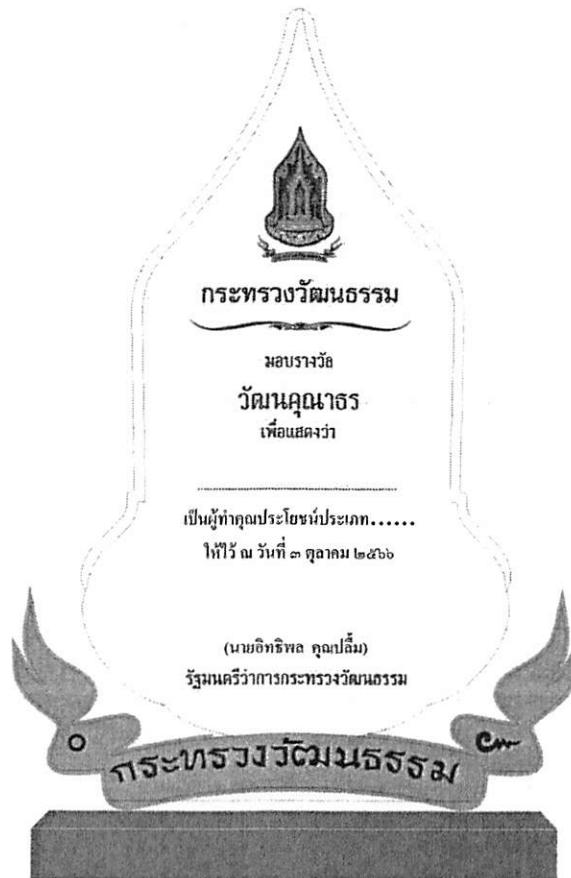 กระทรวงวัฒนธรรม
มอบรางวัล
วัฒนคุณาธร
เพื่อแสดงว่า
................................................................
เป็นผู้ทำคุณประโยชน์ประเภท......
ให้ไว้ ณ วันที่ ๓ ตุลาคม ๒๕๖๖
(นายอิทธิพล คุณปลื้ม)
รัฐมนตรีว่าการกระทรวงวัฒนธรรม
๐
กระทรวงวัฒนธรรม